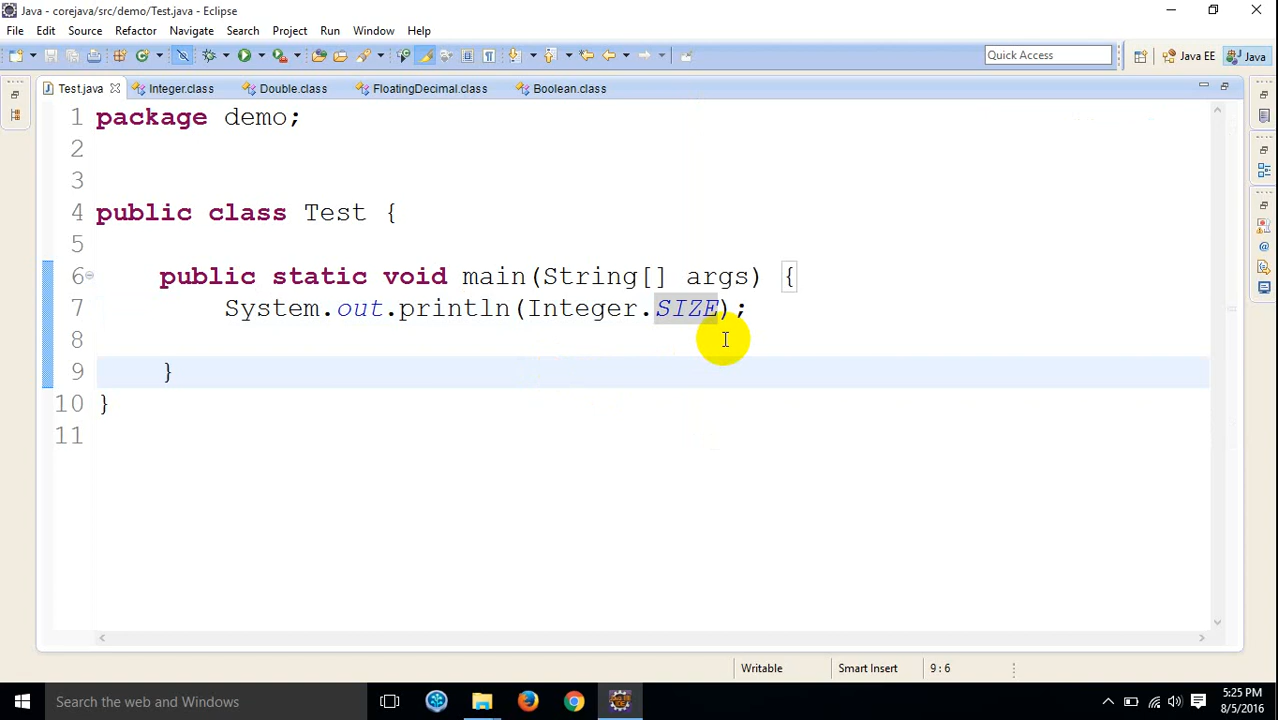 Java - corejava/src/demo/Test.java - Eclipse
File Edit Source Refactor Navigate Search Project Run Window Help
Quick Access Java EE Java
Test.java Integer.class Double.class FloatingDecimal.class Boolean.class
1 package demo;
2
3
4 public class Test {
5
6 public static void main(String[] args) {
7 System.out.println(Integer.SIZE);
8
9 }
10 }
11
Writable Smart Insert 9 : 6
Search the web and Windows
5:25 PM
8/5/2016